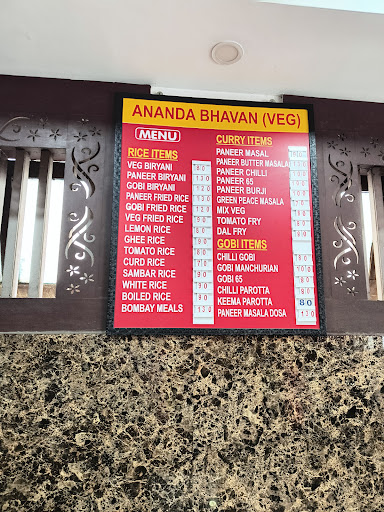 ANANDA BHAVAN (VEG)
MENU
RICE ITEMS
VEG BIRYANI
PANEER BIRYANI
GOBI BIRYANI
PANEER FRIED RICE
GOBI FRIED RICE
VEG FRIED RICE
LEMON RICE
GHEE RICE
TOMATO RICE
CURD RICE
SAMBAR RICE
WHITE RICE
BOILED RICE
BOMBAY MEALS
CURRY ITEMS
PANEER MASAL
PANEER BUTTER MASALA
PANEER CHILLI
PANEER 65
PANEER BURJI
GREEN PEACE MASALA
MIX VEG
TOMATO FRY
DAL FRY
GOBI ITEMS
CHILLI GOBI
GOBI MANCHURIAN
GOBI 65
CHILLI PAROTTA
KEEMA PAROTTA 80
PANEER MASALA DOSA